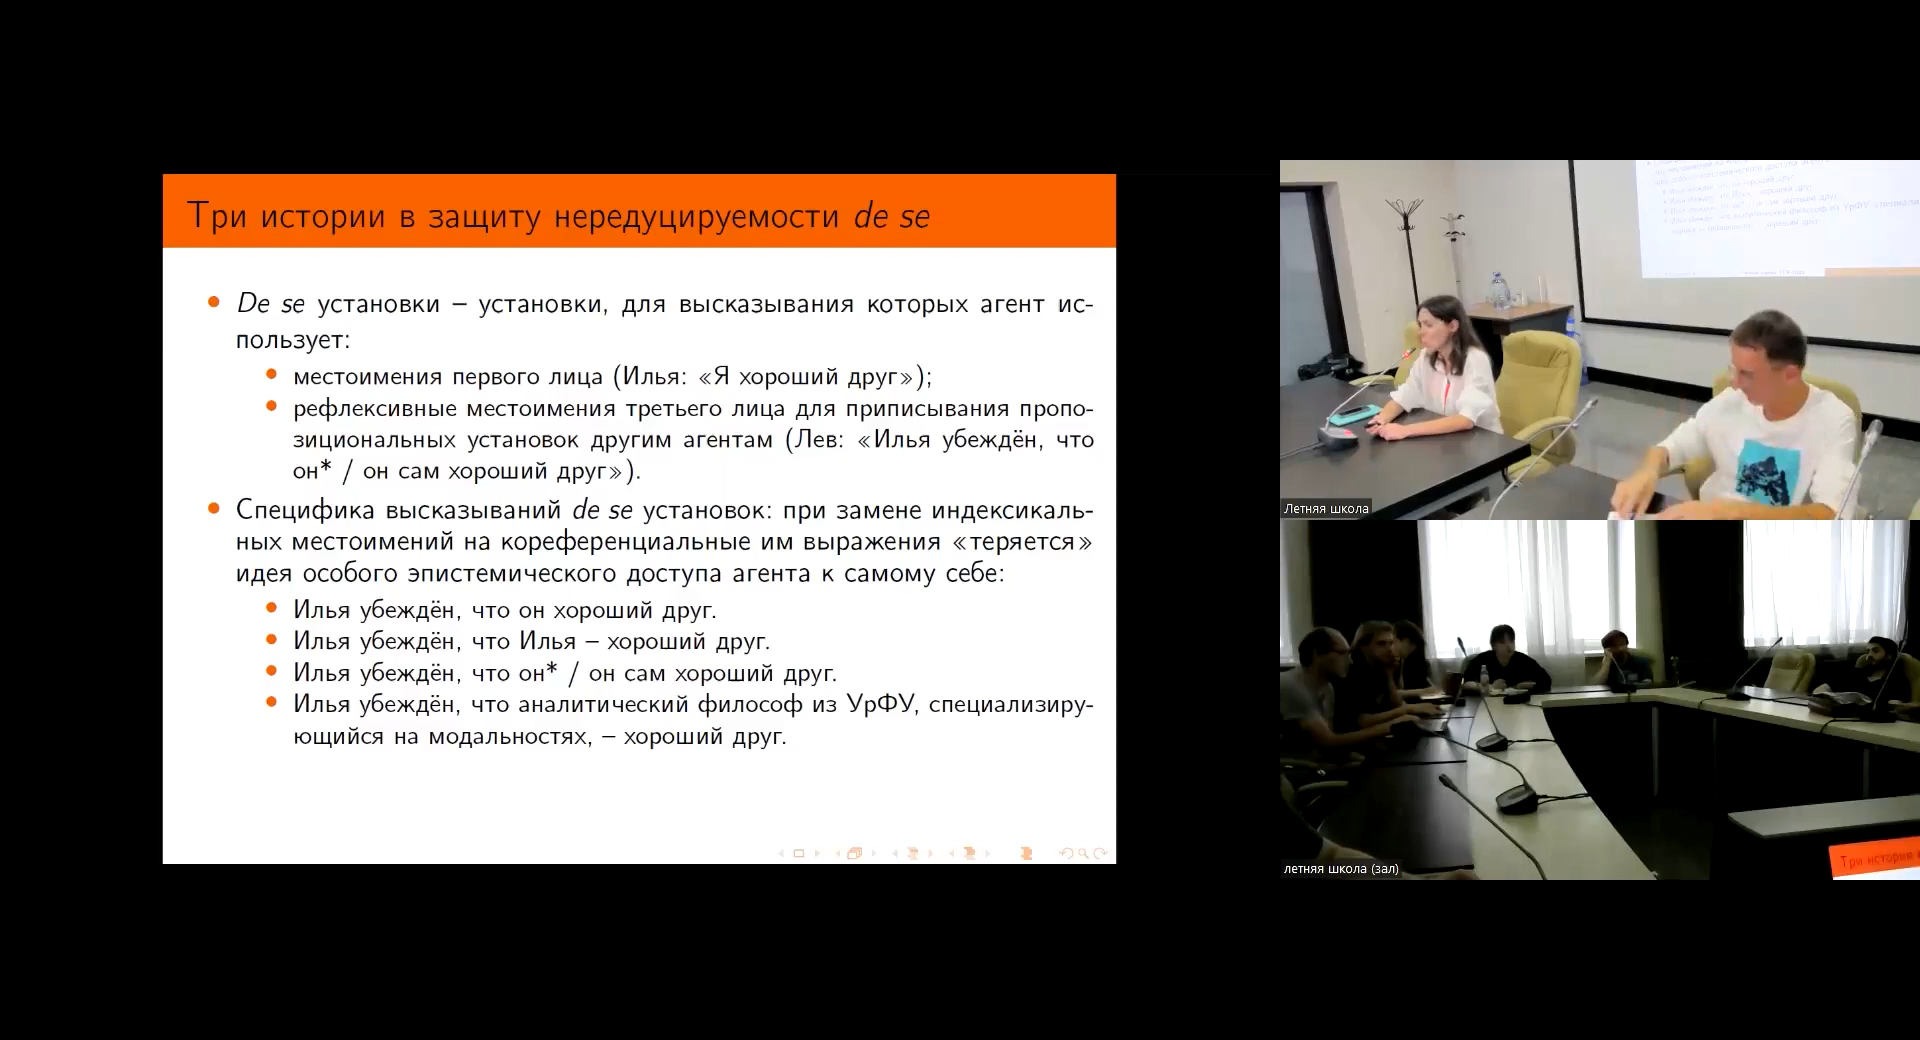 Три истории в защиту нередуцируемости de se
De se установки – установки, для высказывания которых агент ис-
пользует:
местоимения первого лица (Илья: «Я хороший друг»);
рефлексивные местоимения третьего лица для приписывания пропо-
зициональных установок другим агентам (Лев: «Илья убеждён, что
он* / он сам хороший друг»).
Специфика высказываний de se установок: при замене индексикаль-
ных местоимений на кореференциальные им выражения «теряется»
идея особого эпистемического доступа агента к самому себе:
Илья убеждён, что он хороший друг.
Илья убеждён, что Илья – хороший друг.
Илья убеждён, что он* / он сам хороший друг.
Илья убеждён, что аналитический философ из УрФУ, специализиру-
ющийся на модальностях, – хороший друг.
Летняя школа
летняя школа (зал)
Три история